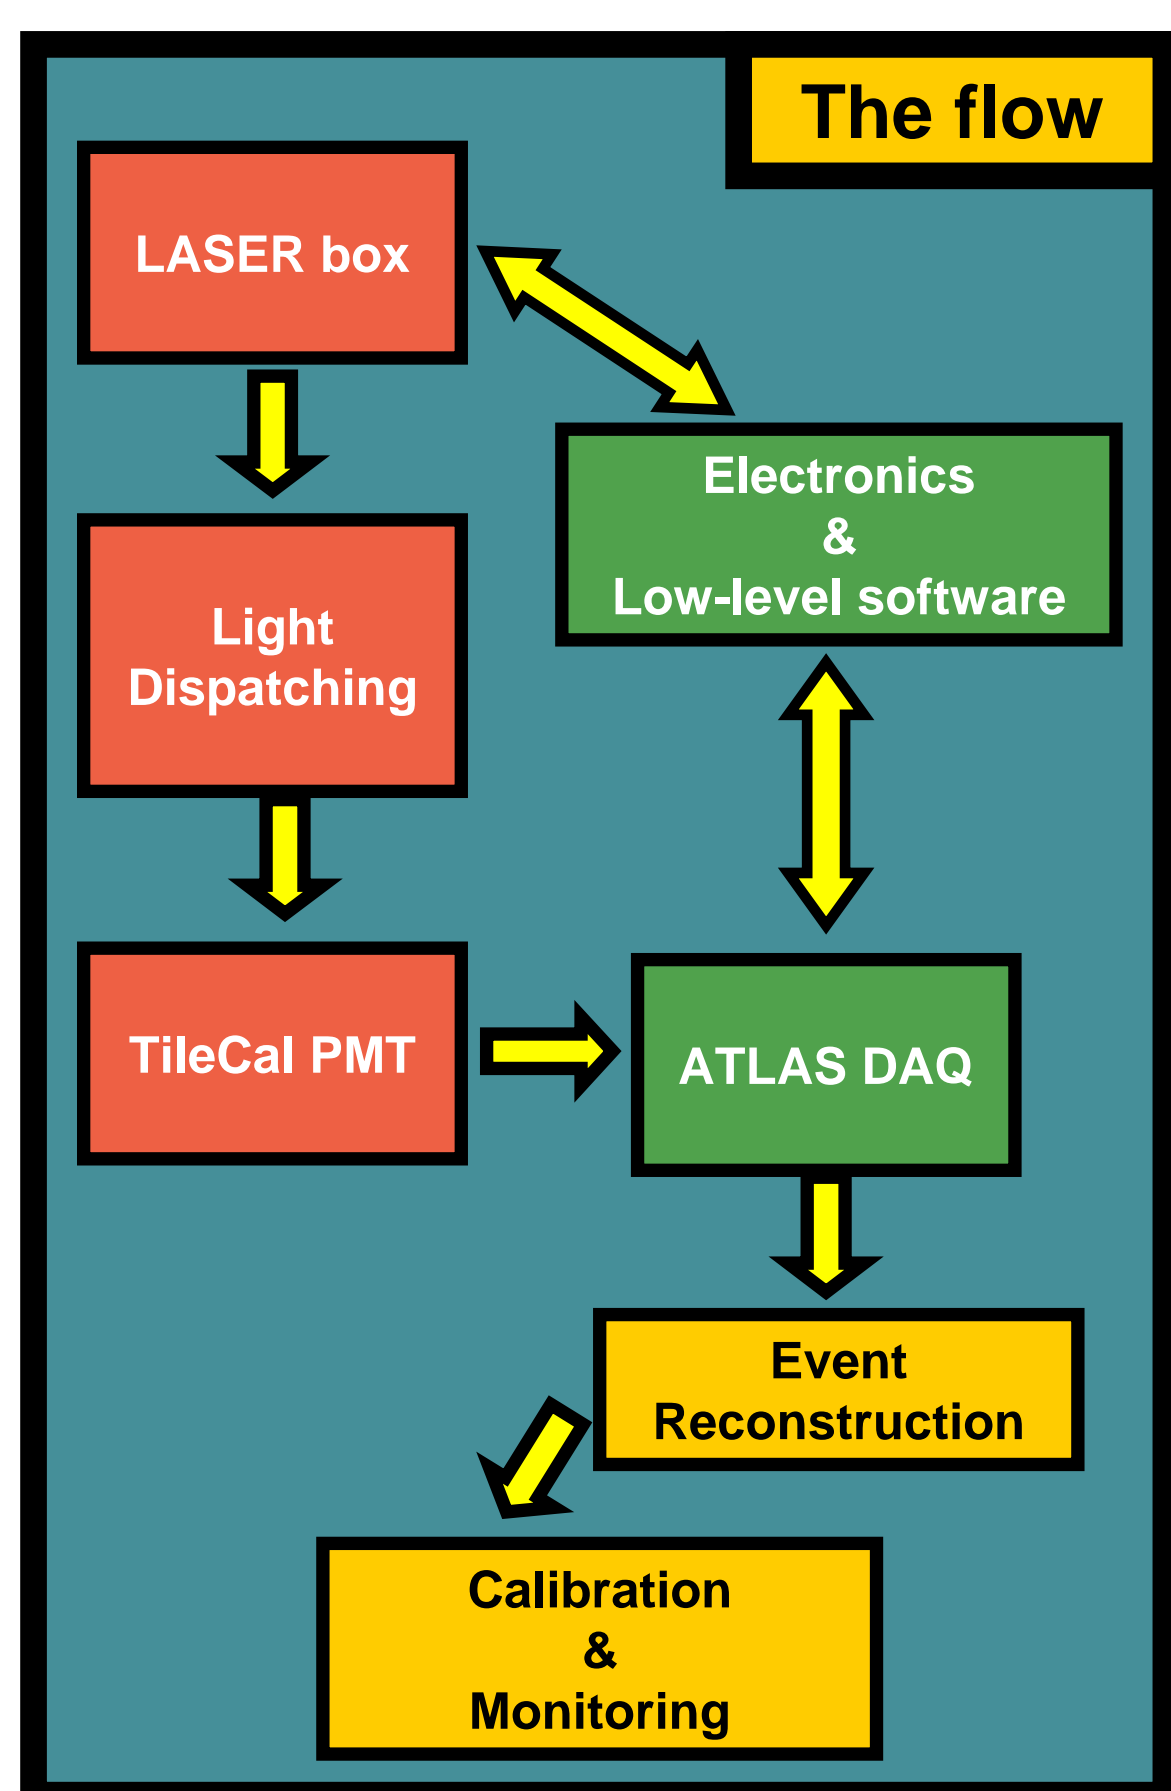 The flow
LASER box
Electronics
&
Low-level software
Light
Dispatching
TileCal PMT
ATLAS DAQ
Event
Reconstruction
Calibration
&
Monitoring